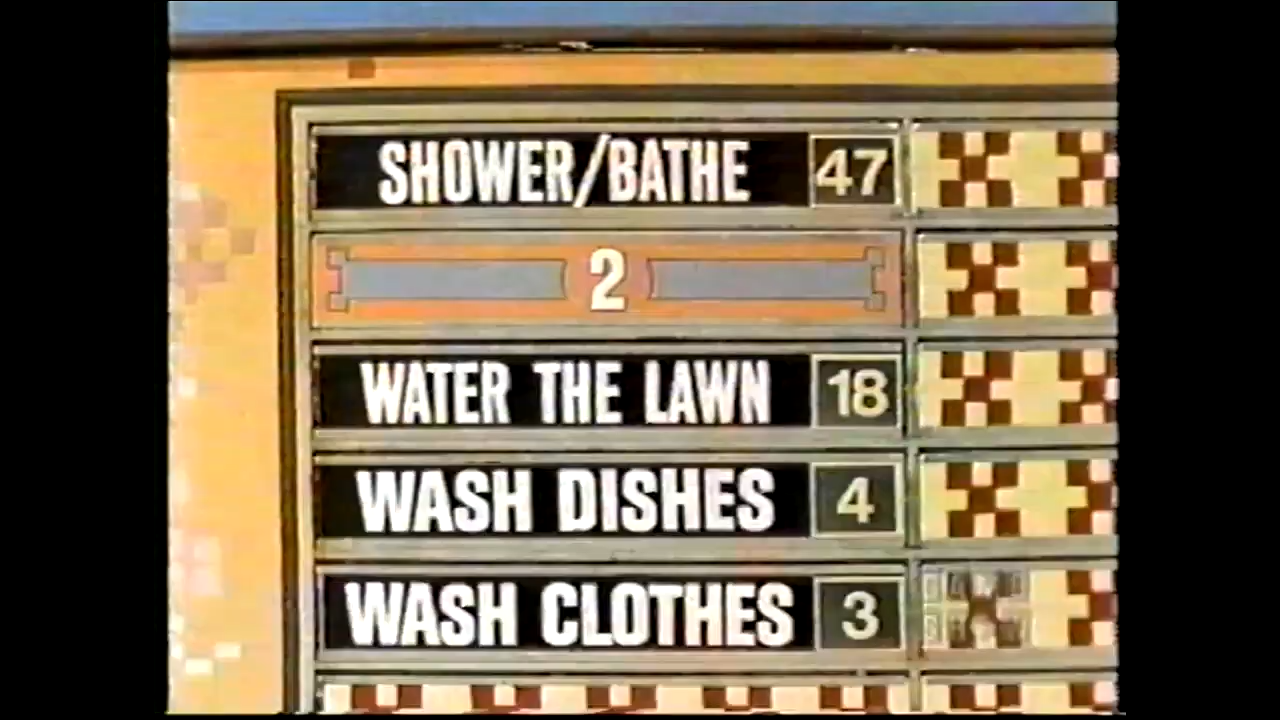 SHOWER/BATHE 47
2
WATER THE LAWN 18
WASH DISHES 4
WASH CLOTHES 3